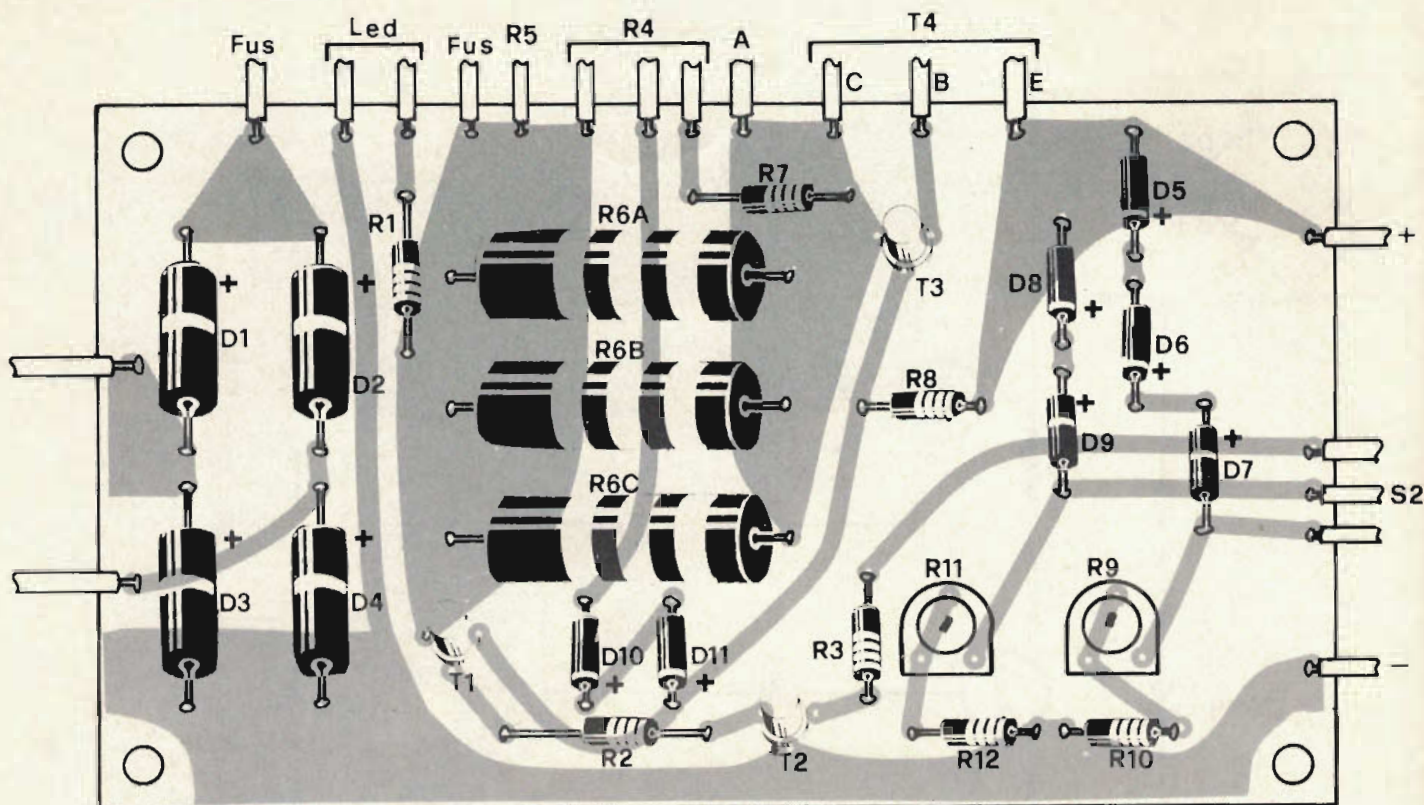 Led R4 T4
Fus Fus R5 A
C B E
R7 D5
R1 R6A
+
+ + T3 D8 +
D1 + D6
R6B
D2 R8 +
+ +
D9 D7
R6C S2
+ +
R11 R9
D3 D4
R3
T1 D10 + D11 + -
R2 T2 R12 R10